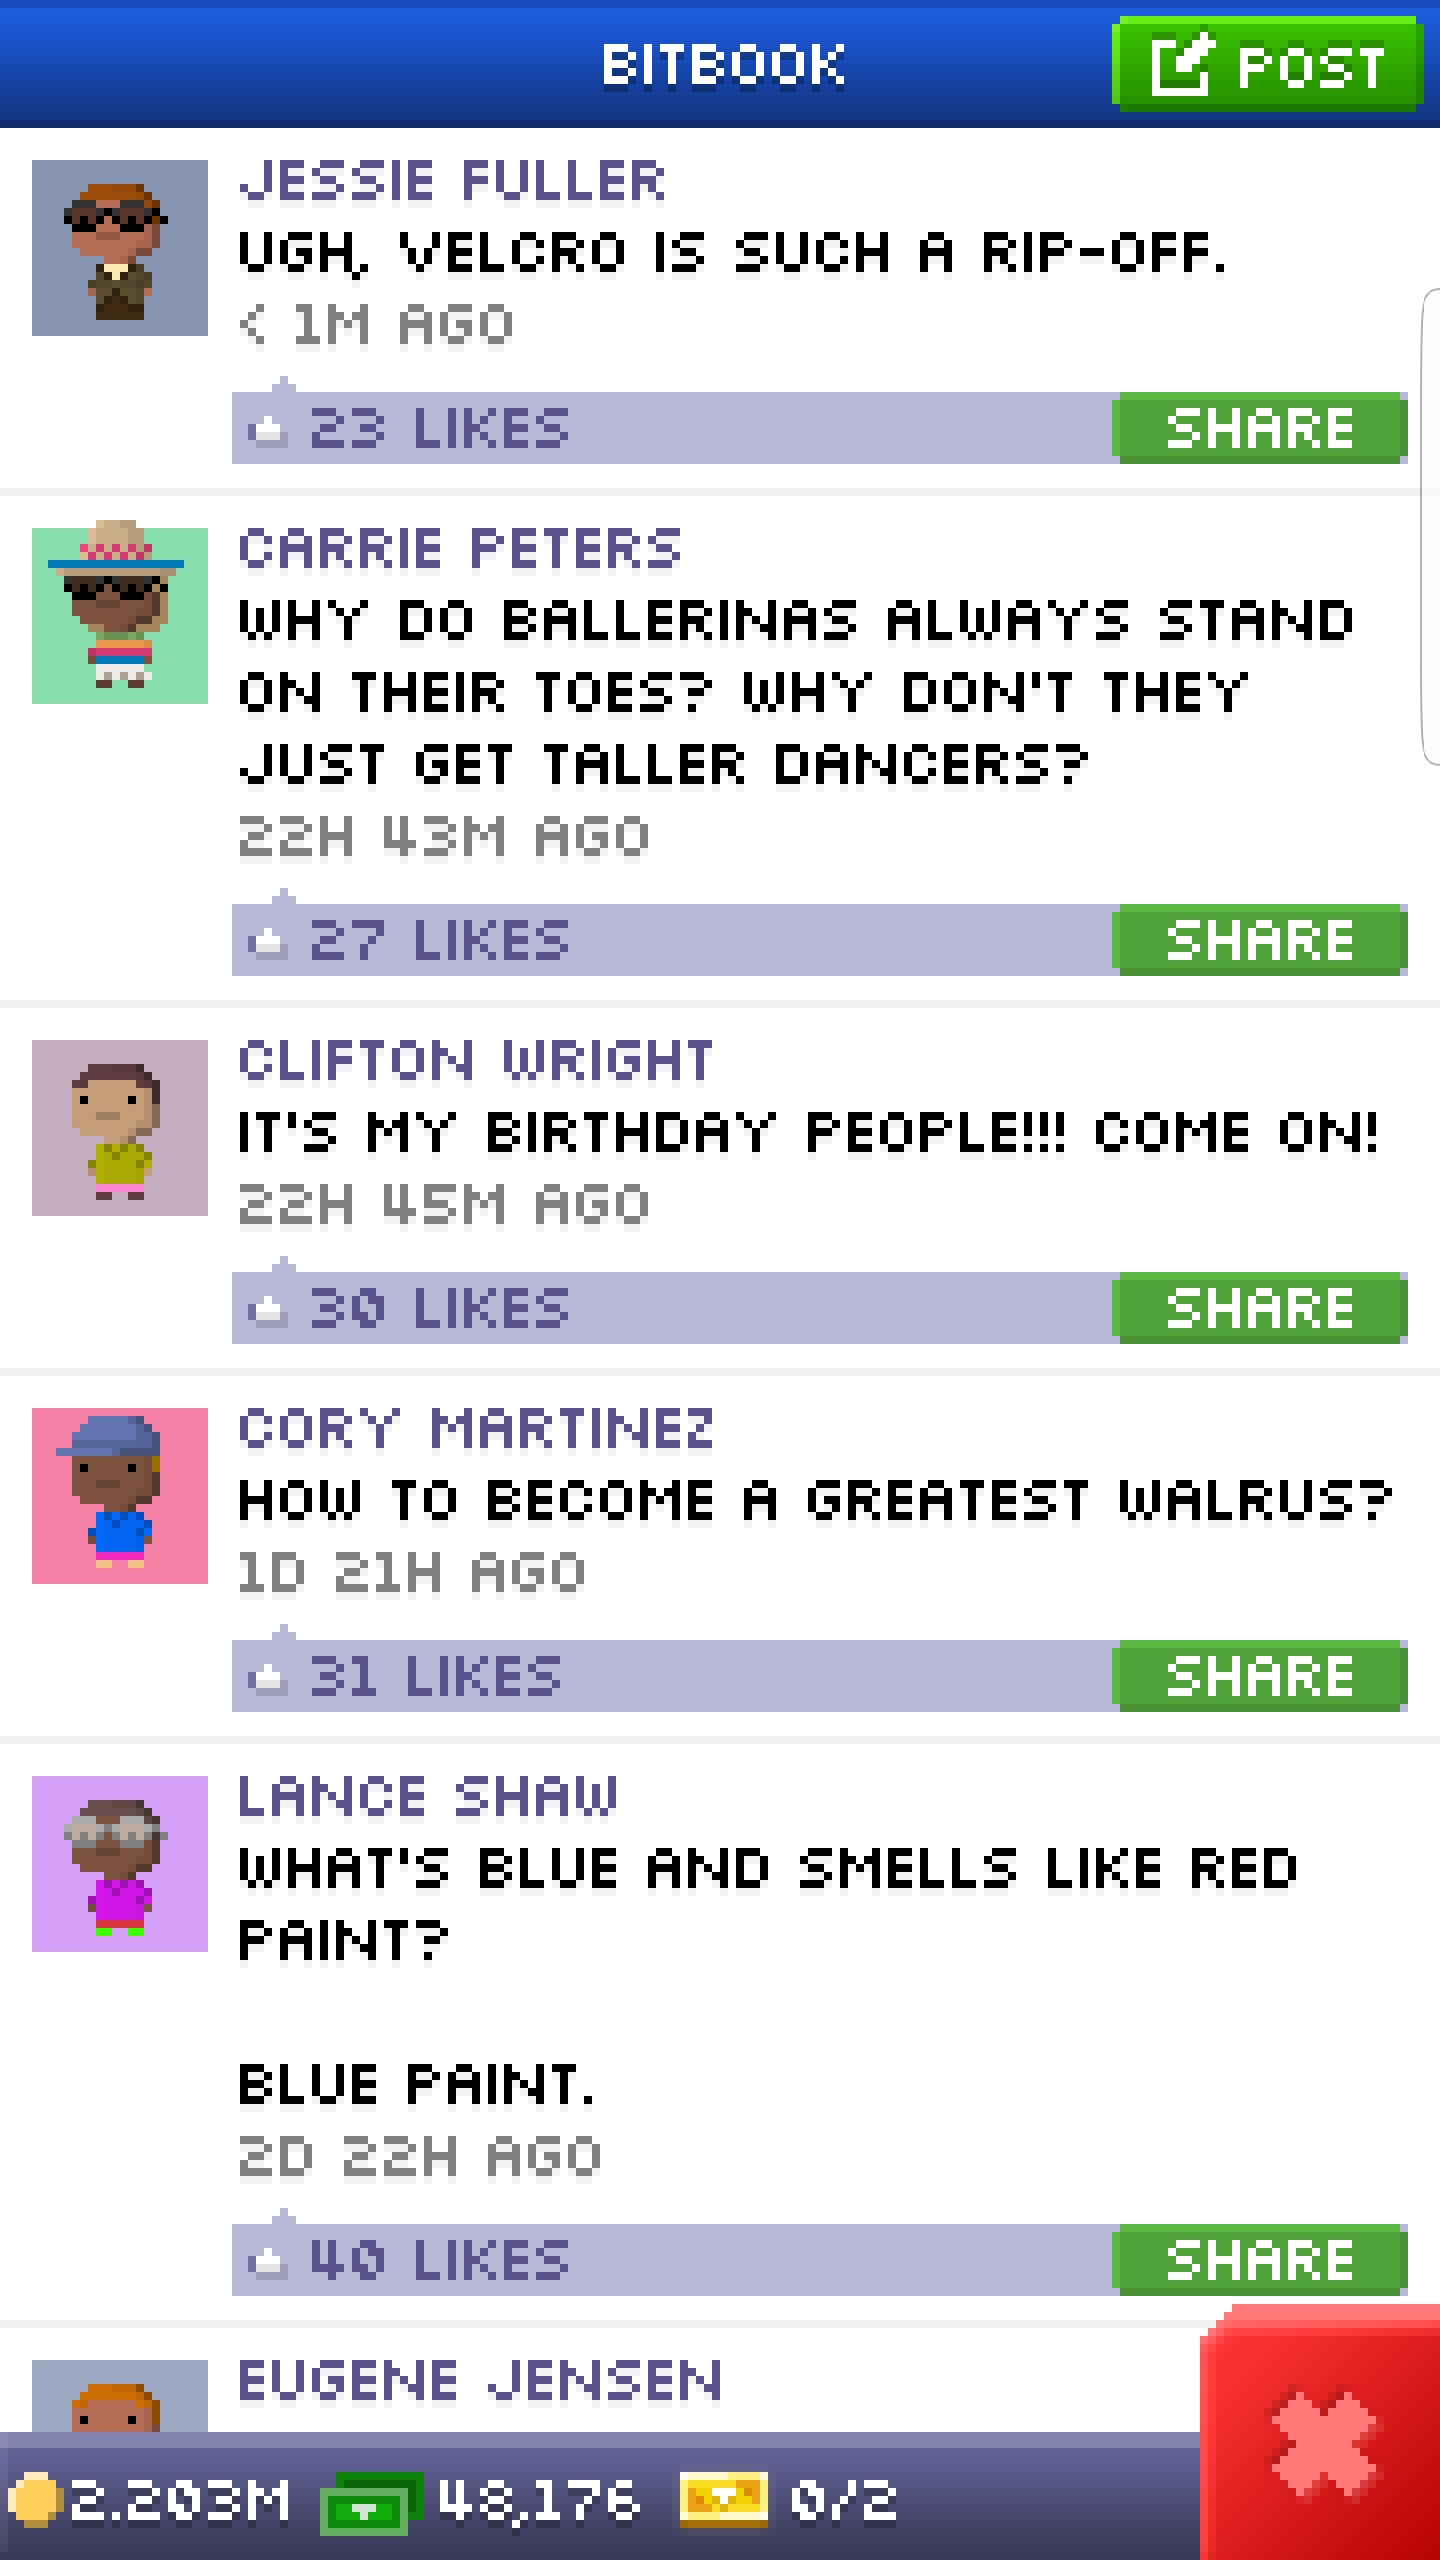 BITBOOK
POST
JESSIE FULLER
UGH, VELCRO IS SUCH A RIP-OFF.
< 1M AGO
23 LIKES
SHARE
CARRIE PETERS
WHY DO BALLERINAS ALWAYS STAND
ON THEIR TOES? WHY DON'T THEY
JUST GET TALLER DANCERS?
22H 43M AGO
27 LIKES
SHARE
CLIFTON WRIGHT
IT'S MY BIRTHDAY PEOPLE!!! COME ON!
22H 45M AGO
30 LIKES
SHARE
CORY MARTINEZ
HOW TO BECOME A GREATEST WALRUS?
1D 21H AGO
31 LIKES
SHARE
LANCE SHAW
WHAT'S BLUE AND SMELLS LIKE RED
PAINT?
BLUE PAINT.
2D 22H AGO
40 LIKES
SHARE
EUGENE JENSEN
2.203M 48,176 0/2